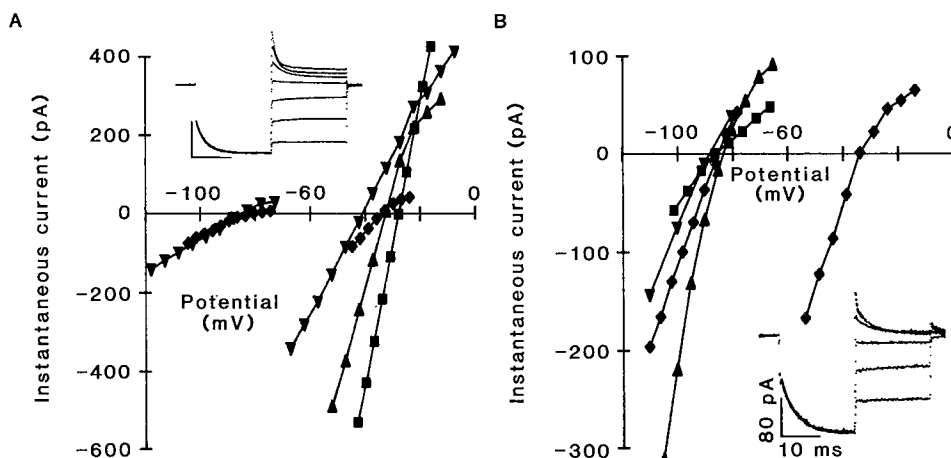 A
Instantaneous current (pA)
400
200
0
-200
-400
-600
-100
-60
0
Potential
(mV)
B
Instantaneous current (pA)
100
0
-100
-200
-300
-100
-60
0
Potential
(mV)
80 pA
10 ms